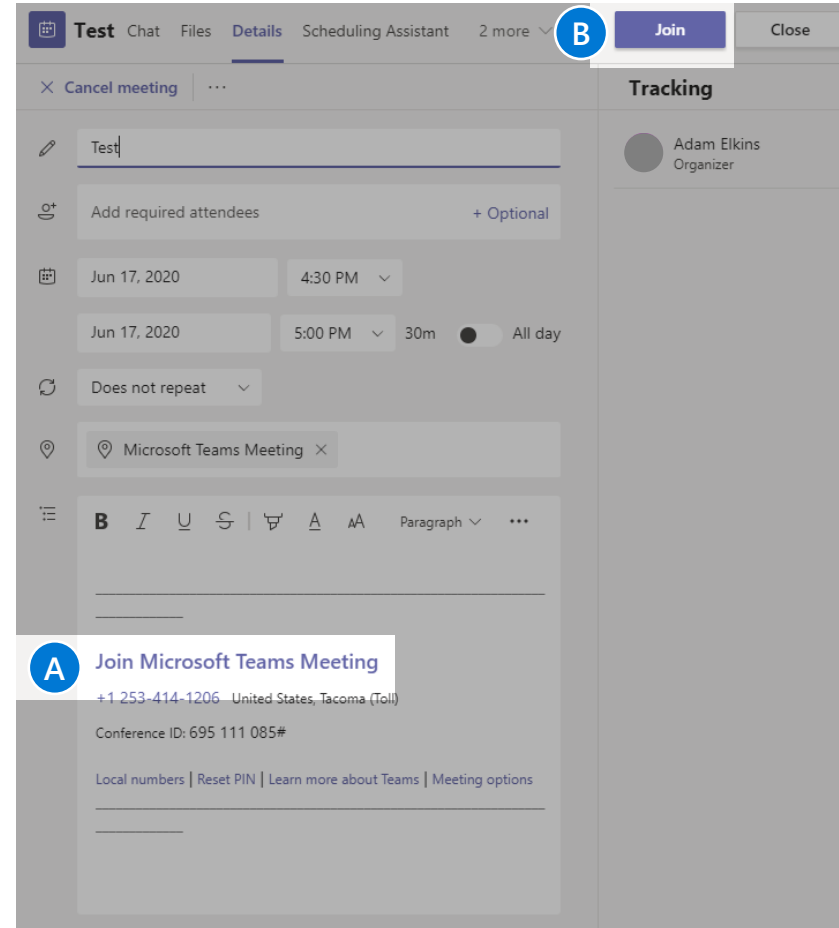 Test Chat Files Details Scheduling Assistant 2 more B Join Close
Cancel meeting ...
Tracking
Test
Adam Elkins
Organizer
Add required attendees + Optional
Jun 17, 2020 4:30 PM
Jun 17, 2020 5:00 PM 30m All day
Does not repeat
Microsoft Teams Meeting
B I U S A AA Paragraph ...
A Join Microsoft Teams Meeting
+1 253-414-1206 United States, Tacoma (Toll)
Conference ID: 695 111 085#
Local numbers | Reset PIN | Learn more about Teams | Meeting options